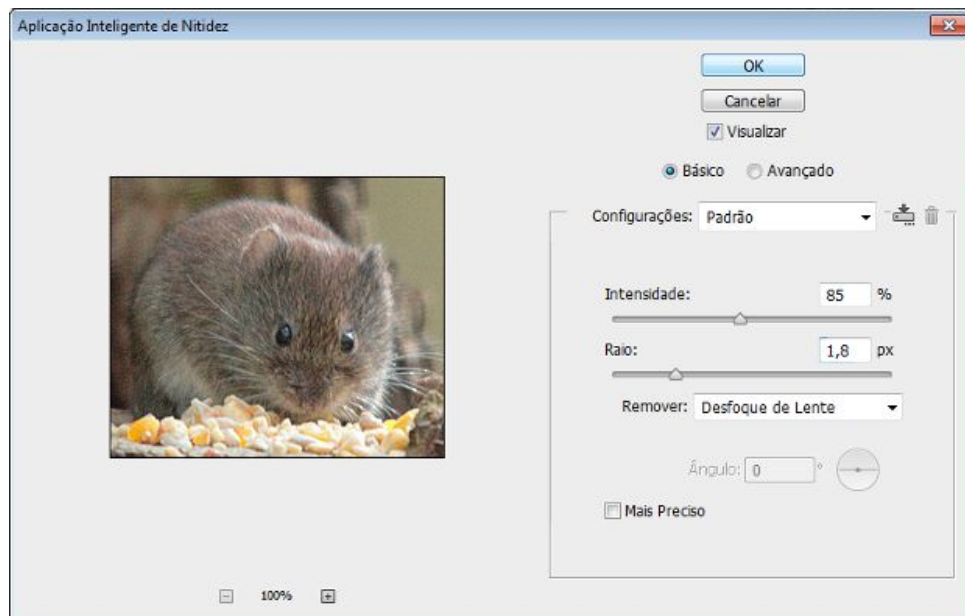 Aplicação Inteligente de Nitidez
OK
Cancelar
Visualizar
Básico Avançado
Configurações: Padrão
Intensidade: 85 %
Raio: 1,8 px
Remover: Desfoque de Lente
Ângulo: 0 °
Mais Preciso
100%